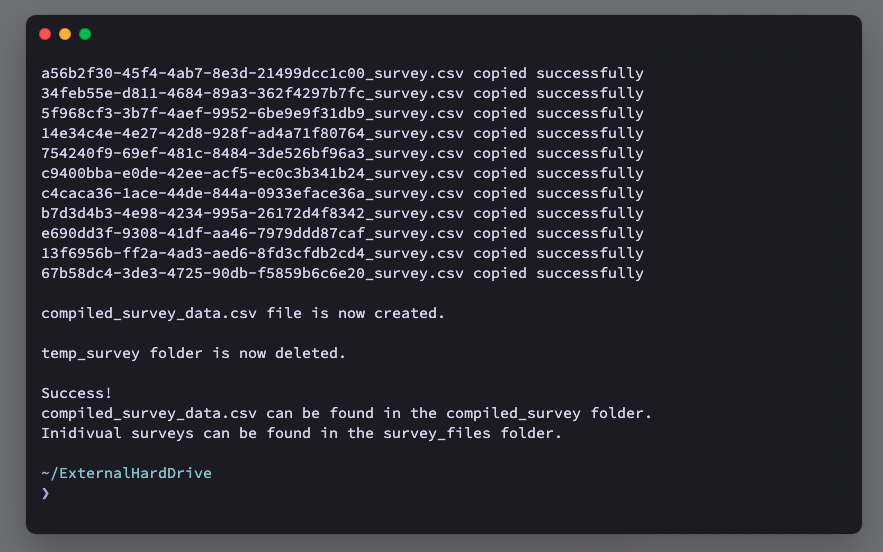 a56b2f30-45f4-4ab7-8e3d-21499dcc1c00_survey.csv copied successfully
34feb55e-d811-4684-89a3-362f4297b7fc_survey.csv copied successfully
5f968cf3-3b7f-4aef-9952-6be9e9f31db9_survey.csv copied successfully
14e34c4e-4e27-42d8-928f-ad4a71f80764_survey.csv copied successfully
754240f9-69ef-481c-8484-3de526bf96a3_survey.csv copied successfully
c9400bba-e0de-42ee-acf5-ec0c3b341b24_survey.csv copied successfully
c4caca36-1ace-44de-844a-0933eface36a_survey.csv copied successfully
b7d3d4b3-4e98-4234-995a-26172d4f8342_survey.csv copied successfully
e690dd3f-9308-41df-aa46-7979ddd87caf_survey.csv copied successfully
13f6956b-ff2a-4ad3-aed6-8fd3cfdb2cd4_survey.csv copied successfully
67b58dc4-3de3-4725-90db-f5859b6c6e20_survey.csv copied successfully
compiled_survey_data.csv file is now created.
temp_survey folder is now deleted.
Success!
compiled_survey_data.csv can be found in the compiled_survey folder.
Inidivual surveys can be found in the survey_files folder.
~/ExternalHardDrive
❯